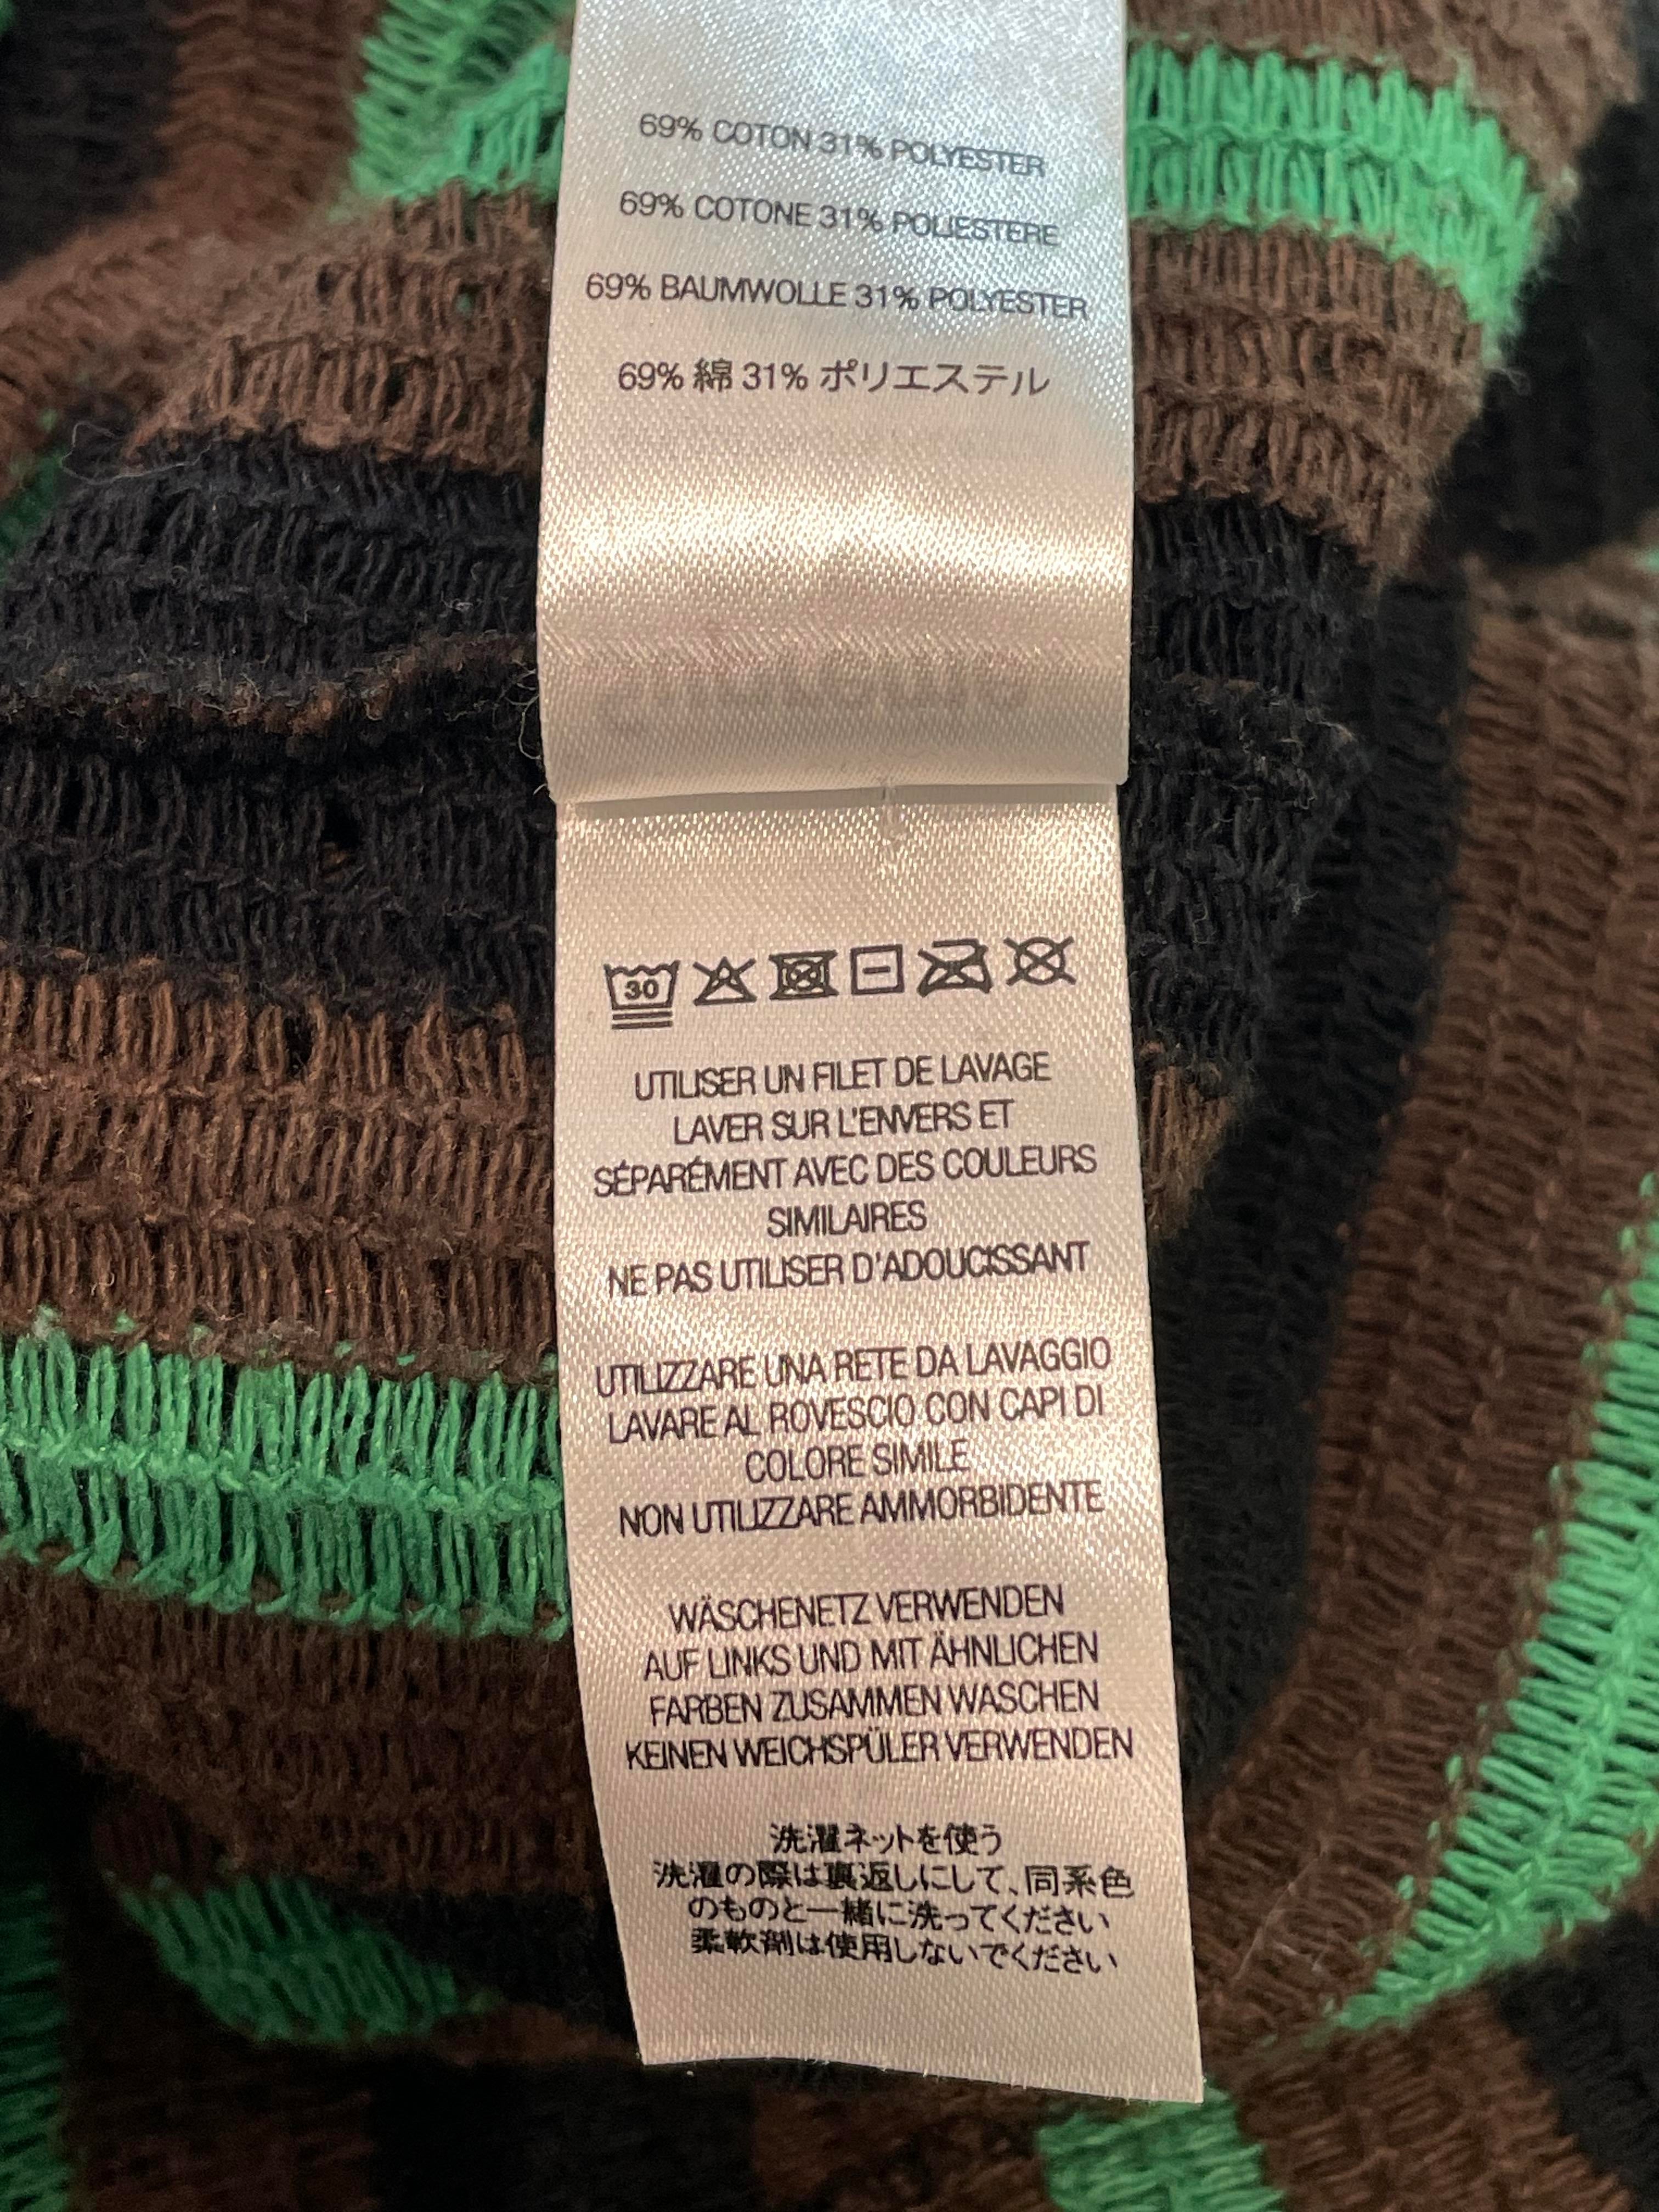 69% COTON 31% POLYESTER
69% COTONE 31% POLIESTERE
69% BAUMWOLLE 31% POLYESTER
69% 綿 31% ポリエステル
30
UTILISER UN FILET DE LAVAGE
LAVER SUR L'ENVERS ET
SÉPARÉMENT AVEC DES COULEURS
SIMILAIRES
NE PAS UTILISER D'ADOUCISSANT
UTILIZZARE UNA RETE DA LAVAGGIO
LAVARE AL ROVESCIO CON CAPI DI
COLORE SIMILE
NON UTILIZZARE AMMORBIDENTE
WÄSCHENETZ VERWENDEN
AUF LINKS UND MIT ÄHNLICHEN
FARBEN ZUSAMMEN WASCHEN
KEINEN WEICHSPÜLER VERWENDEN
洗濯ネットを使う
洗濯の際は裏返しにして、同系色
のものと一緒に洗ってください
柔軟剤は使用しないでください